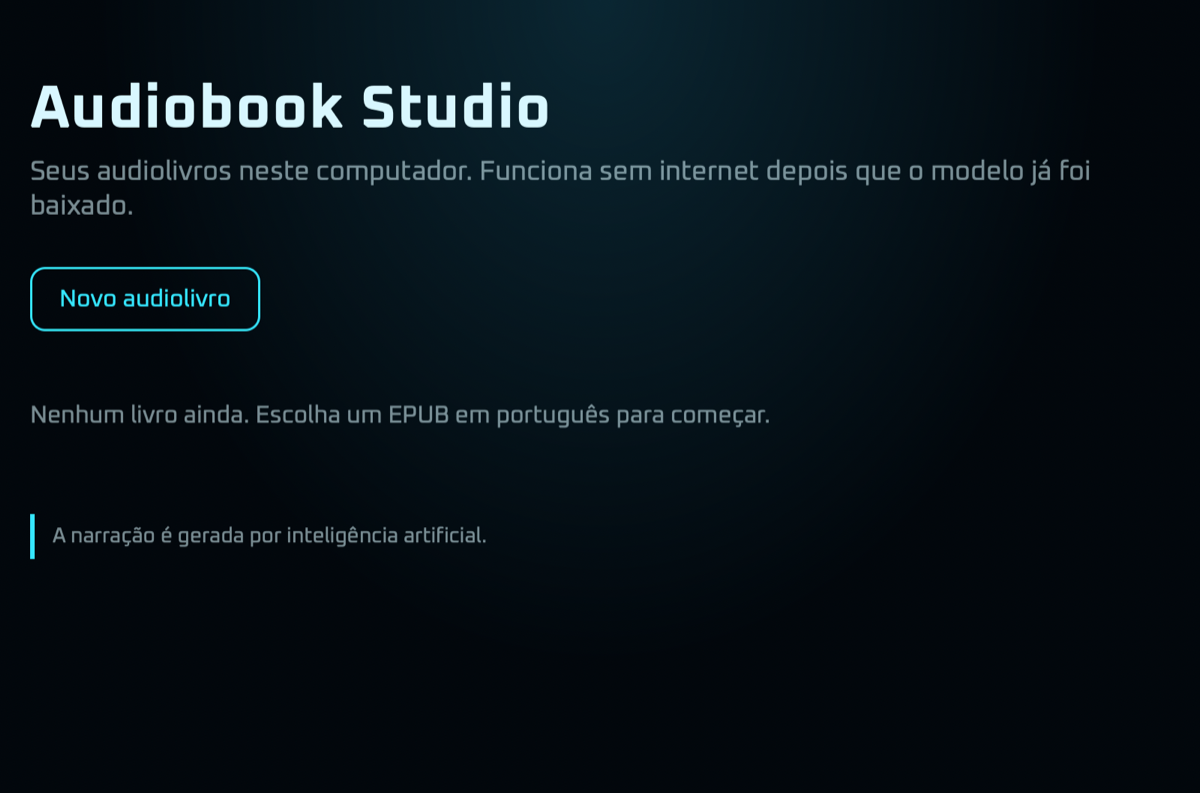 Audiobook Studio
Seus audiolivros neste computador. Funciona sem internet depois que o modelo já foi
baixado.
Novo audiolivro
Nenhum livro ainda. Escolha um EPUB em português para começar.
A narração é gerada por inteligência artificial.